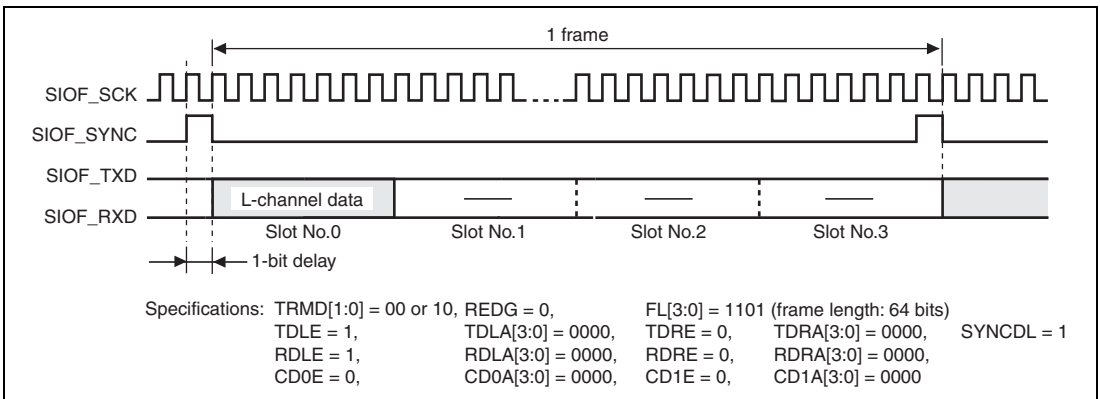 1 frame
SIOF_SCK
SIOF_SYNC
SIOF_TXD
L-channel data
SIOF_RXD
Slot No.0 Slot No.1 Slot No.2 Slot No.3
1-bit delay
Specifications: TRMD[1:0] = 00 or 10, REDG = 0, FL[3:0] = 1101 (frame length: 64 bits)
TDLE = 1, TDLA[3:0] = 0000, TDRE = 0, TDRA[3:0] = 0000, SYNCDL = 1
RDLE = 1, RDLA[3:0] = 0000, RDRE = 0, RDRA[3:0] = 0000,
CD0E = 0, CD0A[3:0] = 0000, CD1E = 0, CD1A[3:0] = 0000